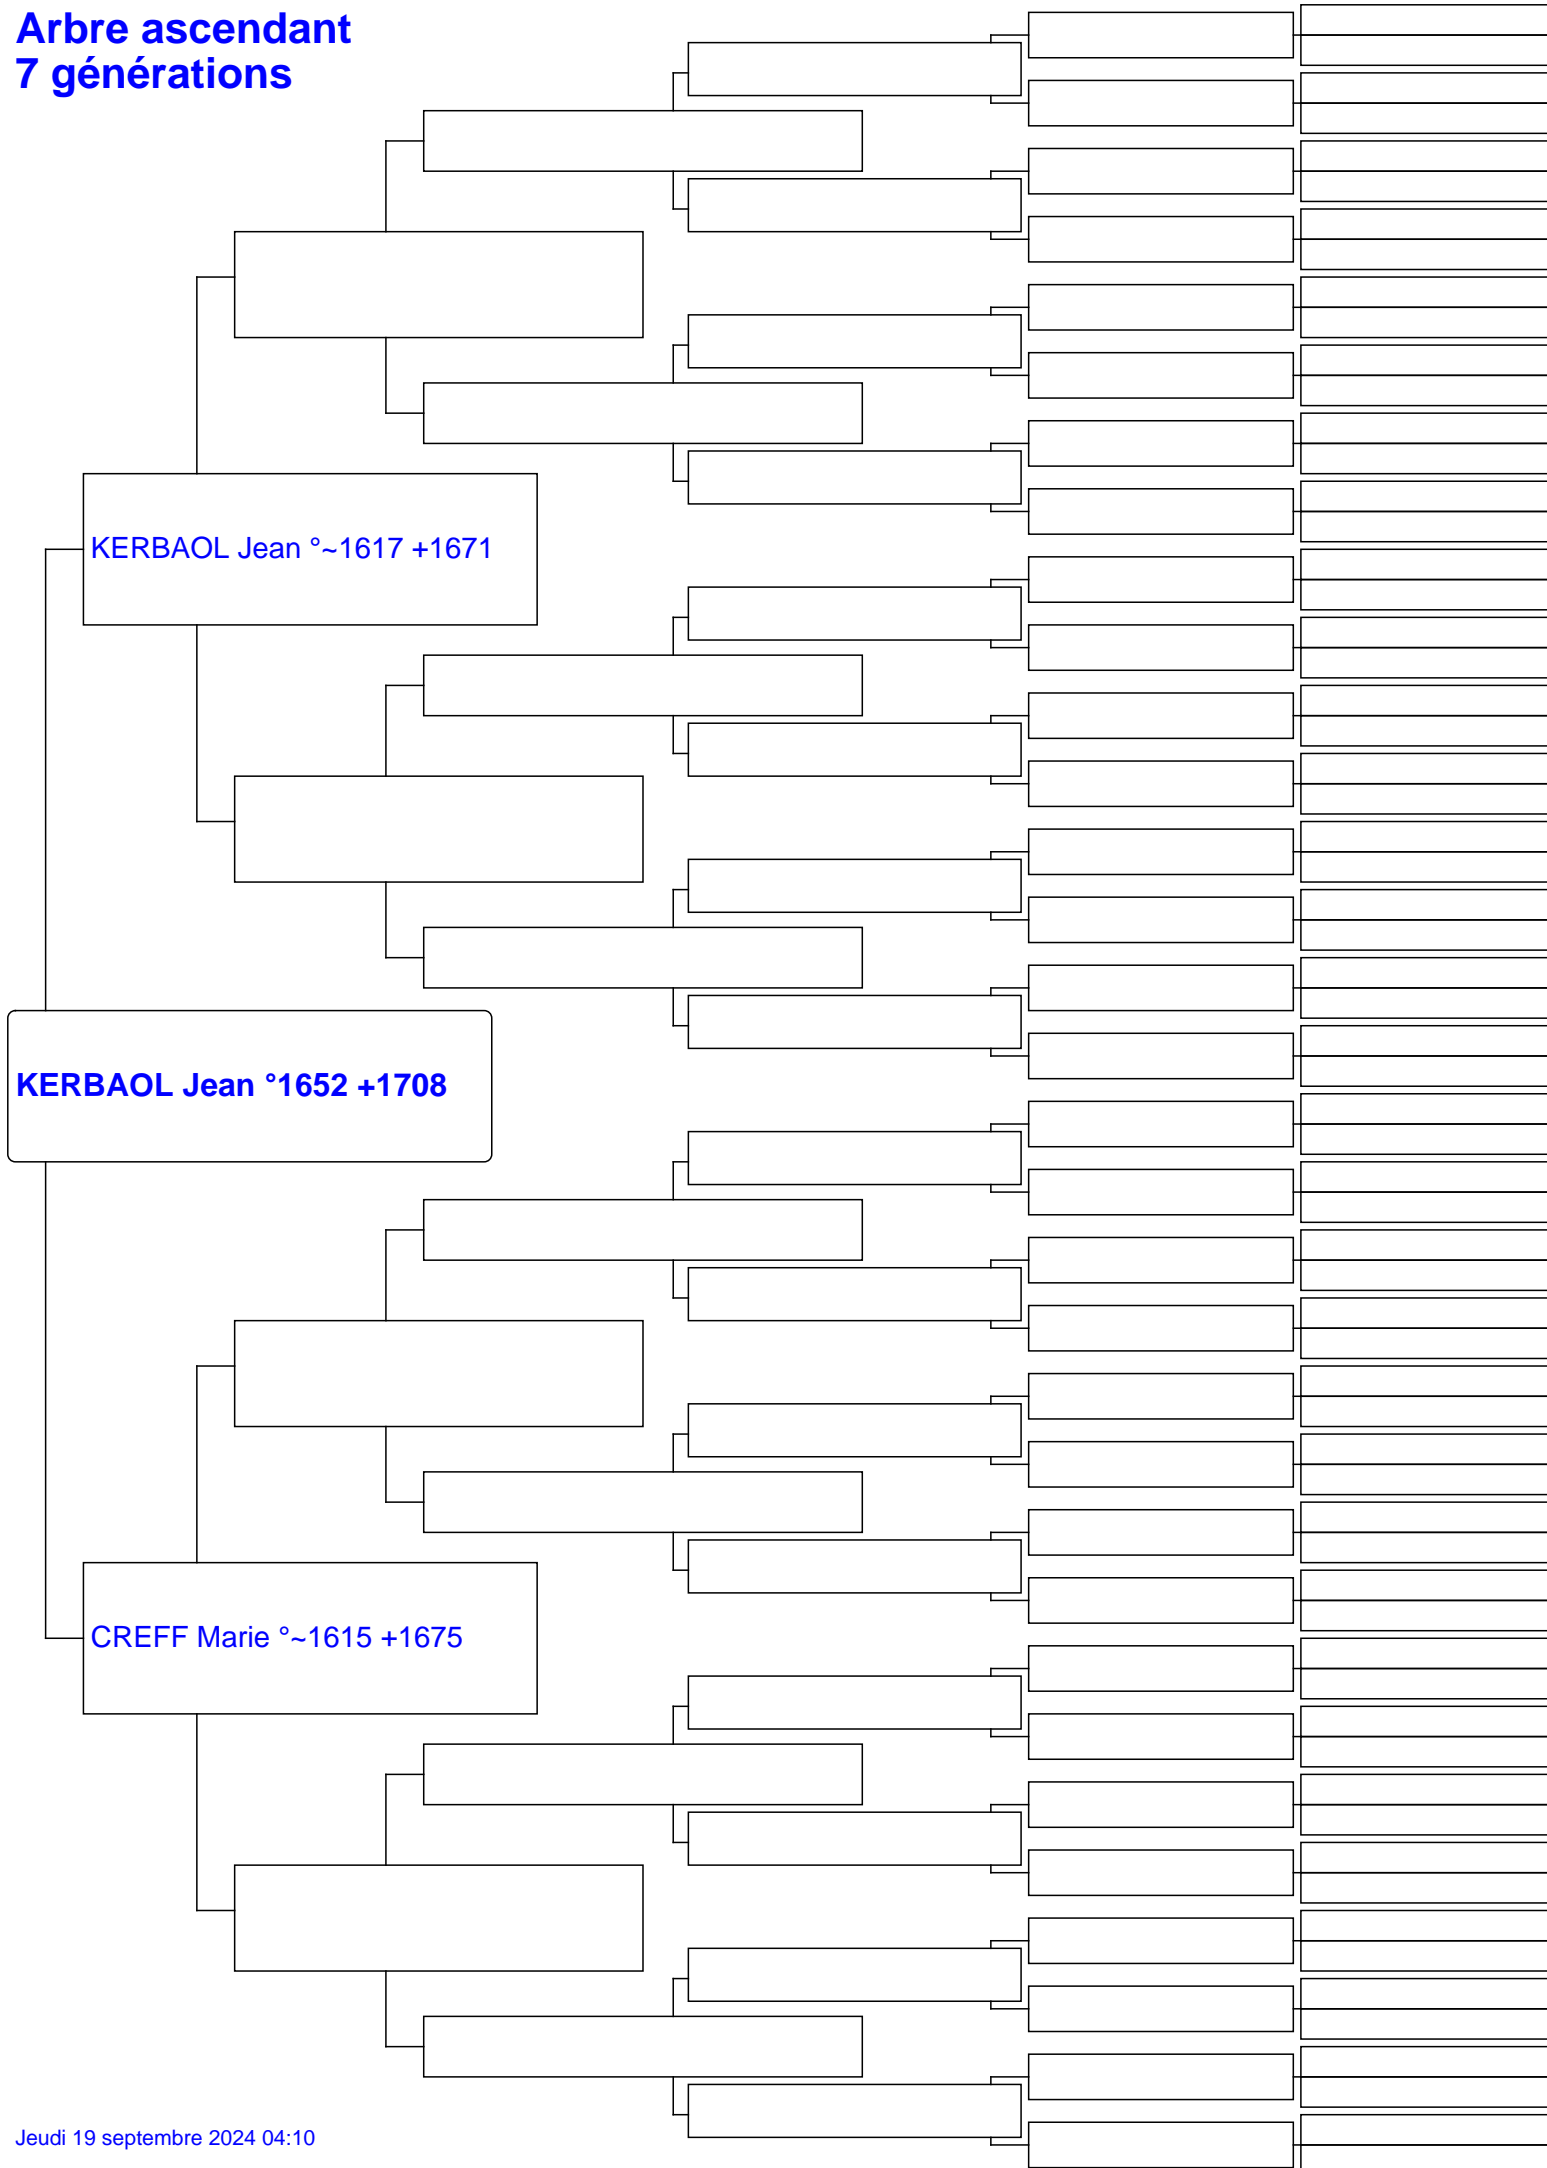 Arbre ascendant
7 générations
KERBAOL Jean °~1617 +1671
KERBAOL Jean °1652 +1708
CREFF Marie °~1615 +1675
Jeudi 19 septembre 2024 04:10